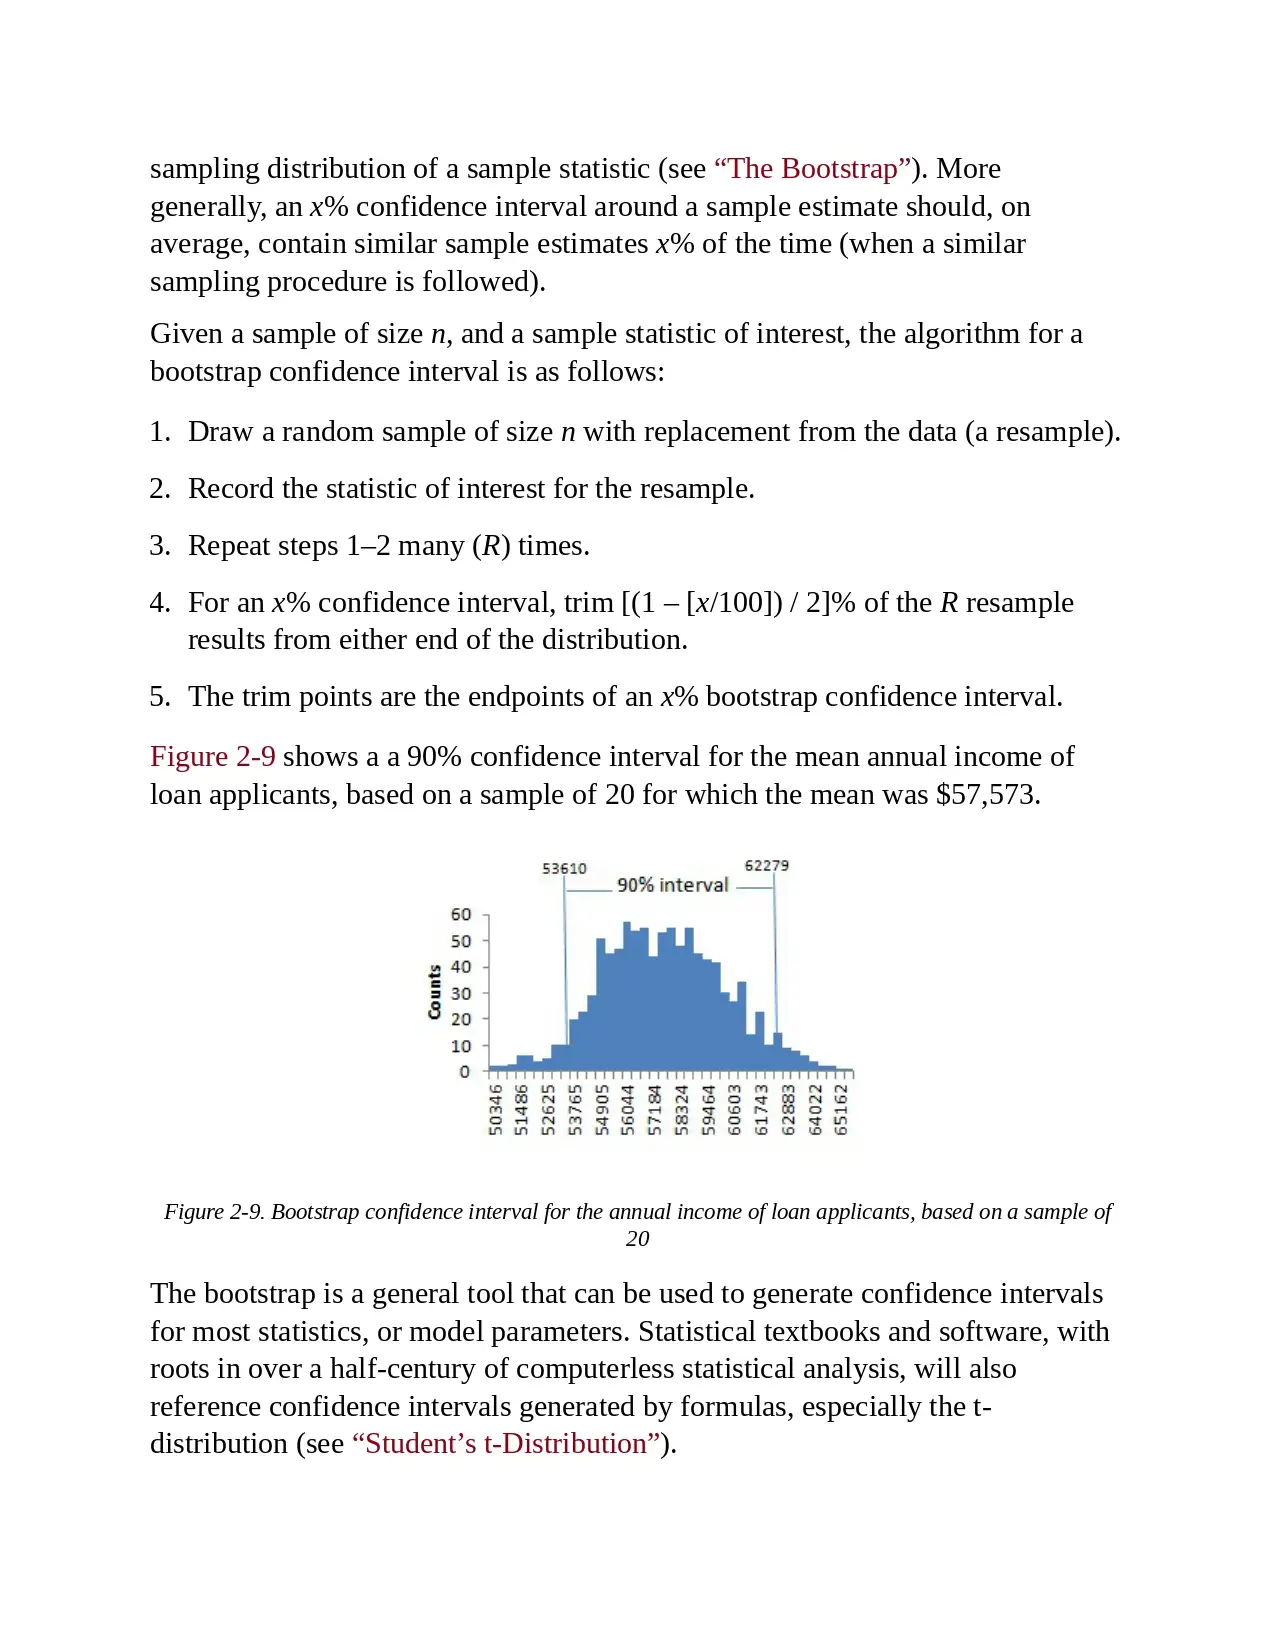 sampling distribution of a sample statistic (see “The Bootstrap”). More
generally, an x% confidence interval around a sample estimate should, on
average, contain similar sample estimates x% of the time (when a similar
sampling procedure is followed).
Given a sample of size n, and a sample statistic of interest, the algorithm for a
bootstrap confidence interval is as follows:
1. Draw a random sample of size n with replacement from the data (a resample).
2. Record the statistic of interest for the resample.
3. Repeat steps 1–2 many (R) times.
4. For an x% confidence interval, trim [(1 – [x/100]) / 2]% of the R resample
results from either end of the distribution.
5. The trim points are the endpoints of an x% bootstrap confidence interval.
Figure 2-9 shows a a 90% confidence interval for the mean annual income of
loan applicants, based on a sample of 20 for which the mean was $57,573.
53610
62279
90% interval
Counts
60
50
40
30
20
10
0
50346
51486
52625
53765
54905
56044
57184
58324
59464
60603
61743
62883
64022
65162
Figure 2-9. Bootstrap confidence interval for the annual income of loan applicants, based on a sample of
20
The bootstrap is a general tool that can be used to generate confidence intervals
for most statistics, or model parameters. Statistical textbooks and software, with
roots in over a half-century of computerless statistical analysis, will also
reference confidence intervals generated by formulas, especially the t-
distribution (see “Student’s t-Distribution”).